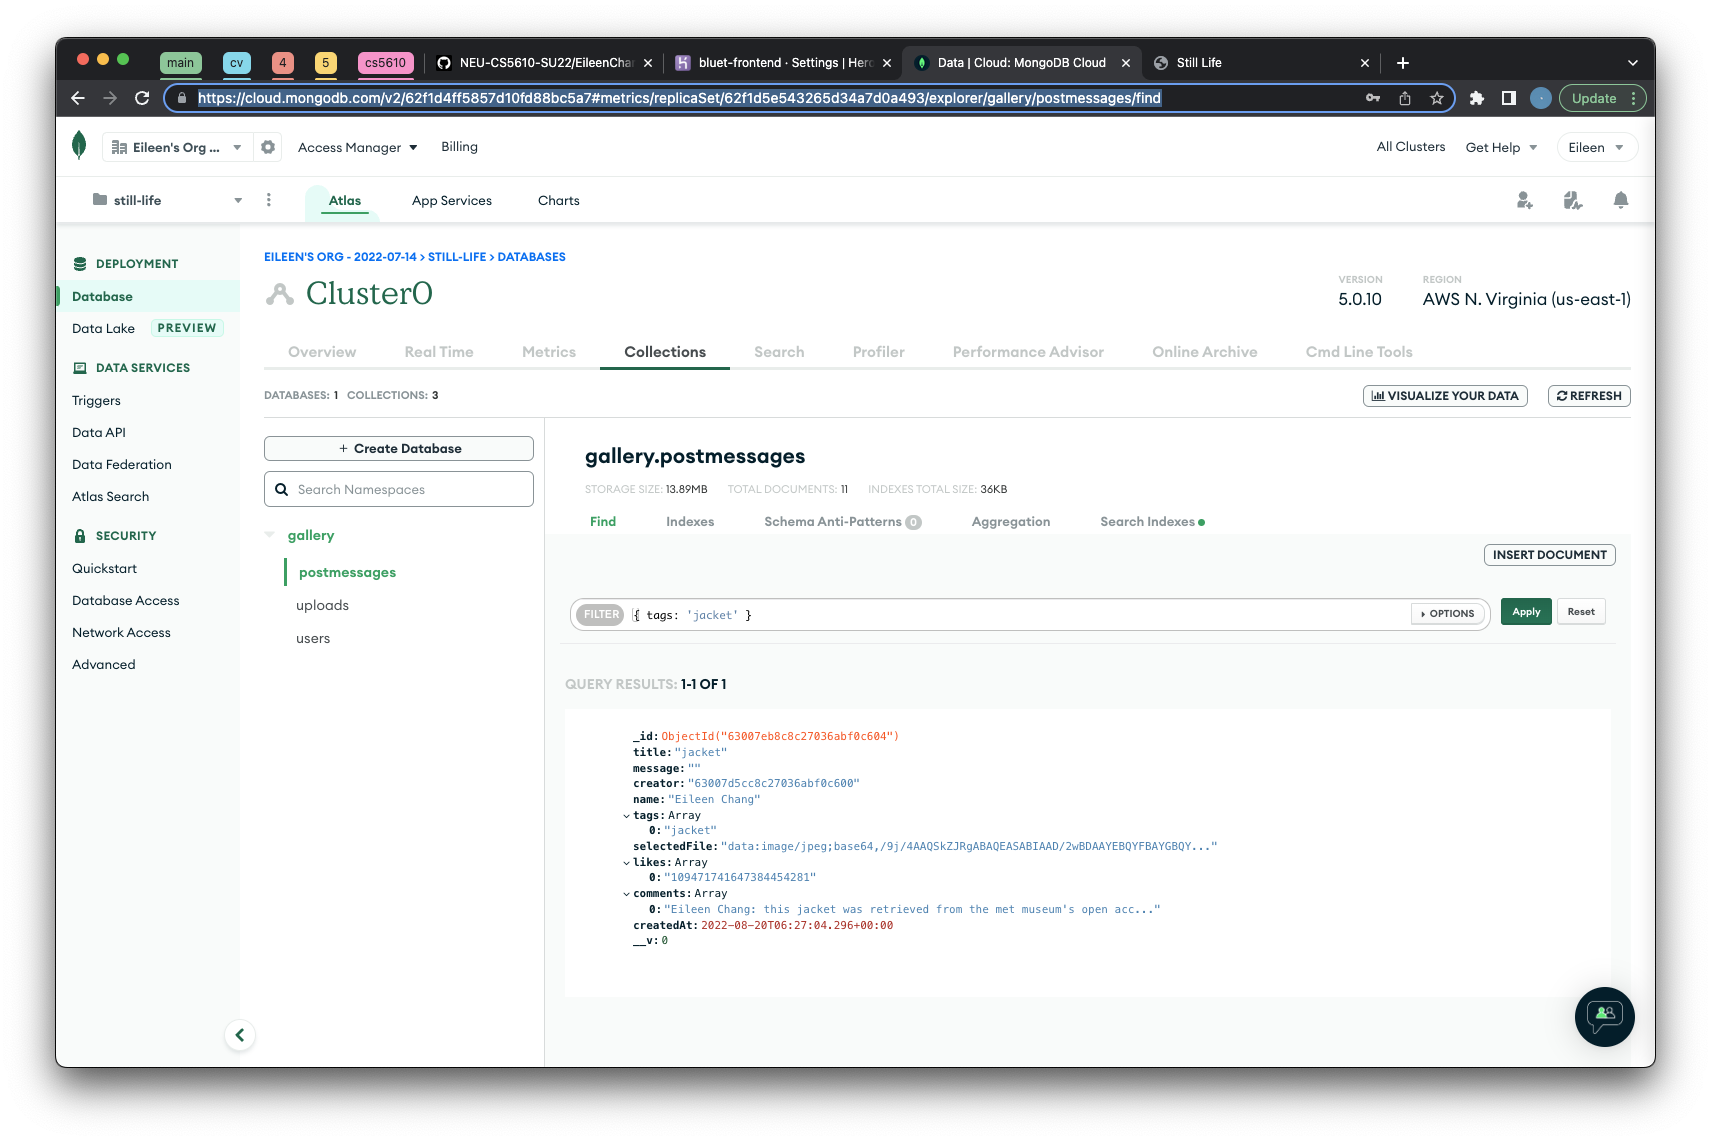 main cv 4 5 cs5610 NEU-CS5610-SU22/EileenChan bluet-frontend · Settings | Hero Data | Cloud: MongoDB Cloud Still Life
https://cloud.mongodb.com/v2/62f1d4ff5857d10fd88bc5a7#metrics/replicaSet/62f1d5e543265d34a7d0a493/explorer/gallery/postmessages/find Update
Eileen's Org ... Access Manager Billing All Clusters Get Help Eileen
still-life Atlas App Services Charts
DEPLOYMENT
Database
Data Lake PREVIEW
DATA SERVICES
Triggers
Data API
Data Federation
Atlas Search
SECURITY
Quickstart
Database Access
Network Access
Advanced
EILEEN'S ORG - 2022-07-14 > STILL-LIFE > DATABASES
Cluster0
VERSION
5.0.10
REGION
AWS N. Virginia (us-east-1)
Overview Real Time Metrics Collections Search Profiler Performance Advisor Online Archive Cmd Line Tools
DATABASES: 1 COLLECTIONS: 3 VISUALIZE YOUR DATA REFRESH
+ Create Database
Search Namespaces
gallery
postmessages
uploads
users
gallery.postmessages
STORAGE SIZE: 13.89MB TOTAL DOCUMENTS: 11 INDEXES TOTAL SIZE: 36KB
Find Indexes Schema Anti-Patterns 0 Aggregation Search Indexes
INSERT DOCUMENT
FILTER { tags: 'jacket' } OPTIONS Apply Reset
QUERY RESULTS: 1-1 OF 1
_id: ObjectId("63007eb8c8c27036abf0c604")
title: "jacket"
message: ""
creator: "63007d5cc8c27036abf0c600"
name: "Eileen Chang"
tags: Array
0: "jacket"
selectedFile: "data:image/jpeg;base64,/9j/4AAQSkZJRgABAQEASABIAAD/2wBDAAYEBQYFBAYGBQY..."
likes: Array
0: "109471741647384454281"
comments: Array
0: "Eileen Chang: this jacket was retrieved from the met museum's open acc..."
createdAt: 2022-08-20T06:27:04.296+00:00
__v: 0